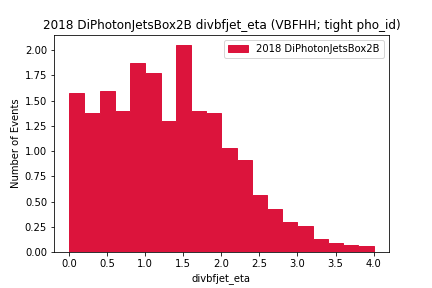 2018 DiPhotonJetsBox2B divbfjet_eta (VBFHH; tight pho_id)
2018 DiPhotonJetsBox2B
Number of Events
2.00
1.75
1.50
1.25
1.00
0.75
0.50
0.25
0.00
0.0 0.5 1.0 1.5 2.0 2.5 3.0 3.5 4.0
divbfjet_eta